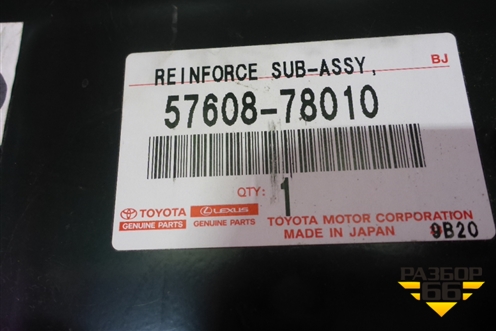 REINFORCE SUB-ASSY,
BJ
57608-78010
QTY:
1
TOYOTA
GENUINE PARTS
LEXUS
GENUINE PARTS
TOYOTA MOTOR CORPORATION
MADE IN JAPAN
9B20
РАЗБОР
66